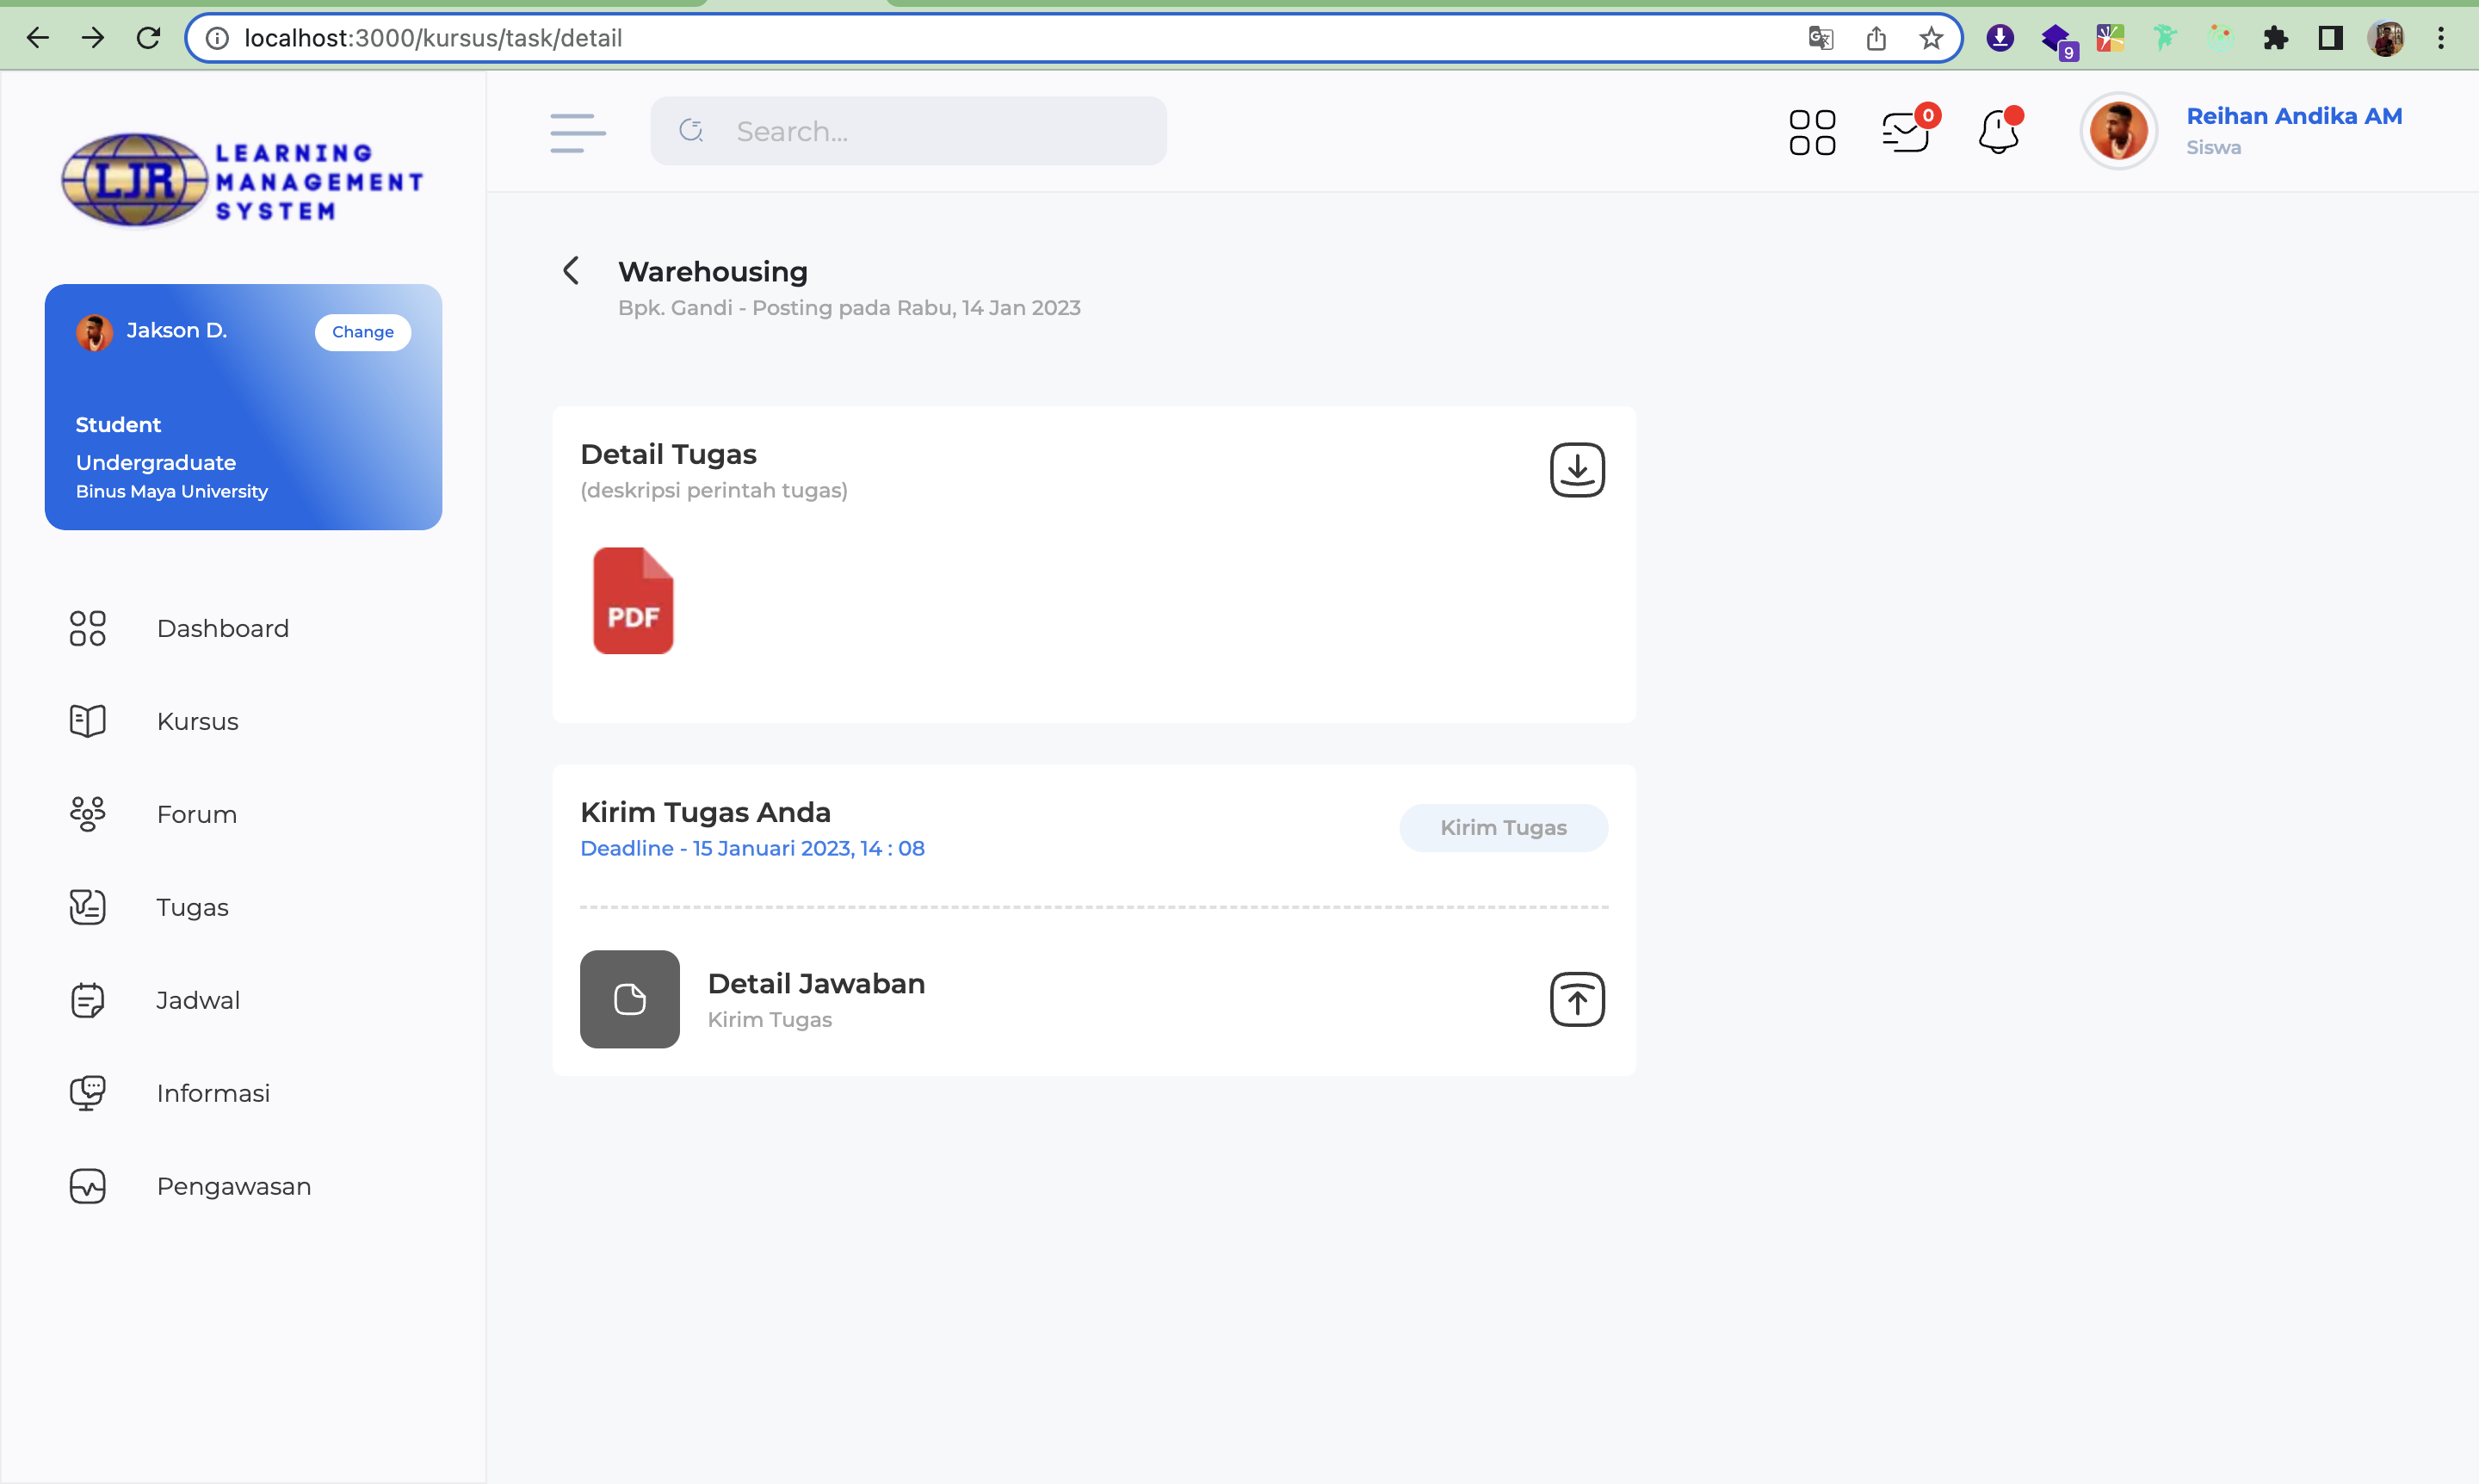 localhost:3000/kursus/task/detail
9
LJR
LEARNING
MANAGEMENT
SYSTEM
Search...
0
Reihan Andika AM
Siswa
Jakson D.
Change
Student
Undergraduate
Binus Maya University
Dashboard
Kursus
Forum
Tugas
Jadwal
Informasi
Pengawasan
Warehousing
Bpk. Gandi - Posting pada Rabu, 14 Jan 2023
Detail Tugas
(deskripsi perintah tugas)
PDF
Kirim Tugas Anda
Deadline - 15 Januari 2023, 14 : 08
Kirim Tugas
Detail Jawaban
Kirim Tugas